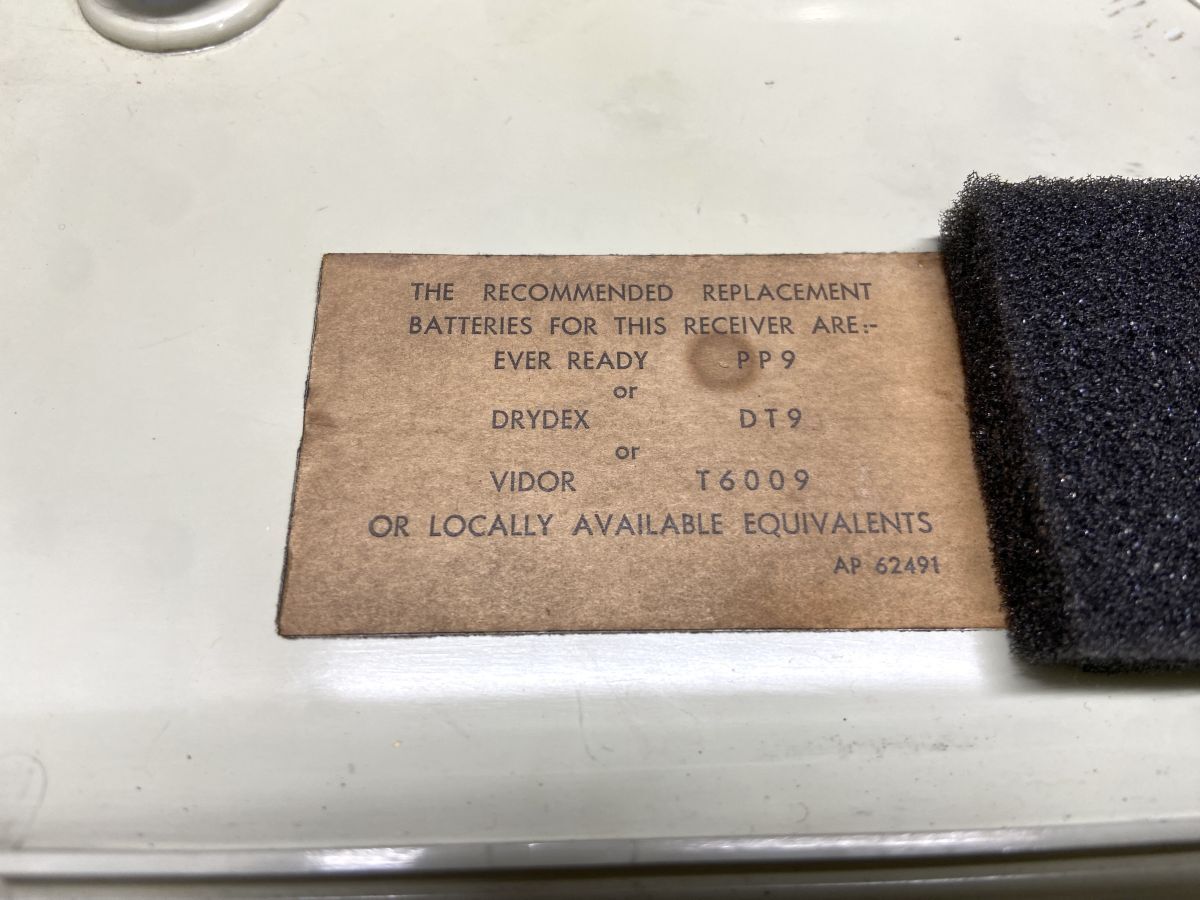 THE RECOMMENDED REPLACEMENT
BATTERIES FOR THIS RECEIVER ARE:-
EVER READY PP9
or
DRYDEX DT9
or
VIDOR T6009
OR LOCALLY AVAILABLE EQUIVALENTS
AP 62491